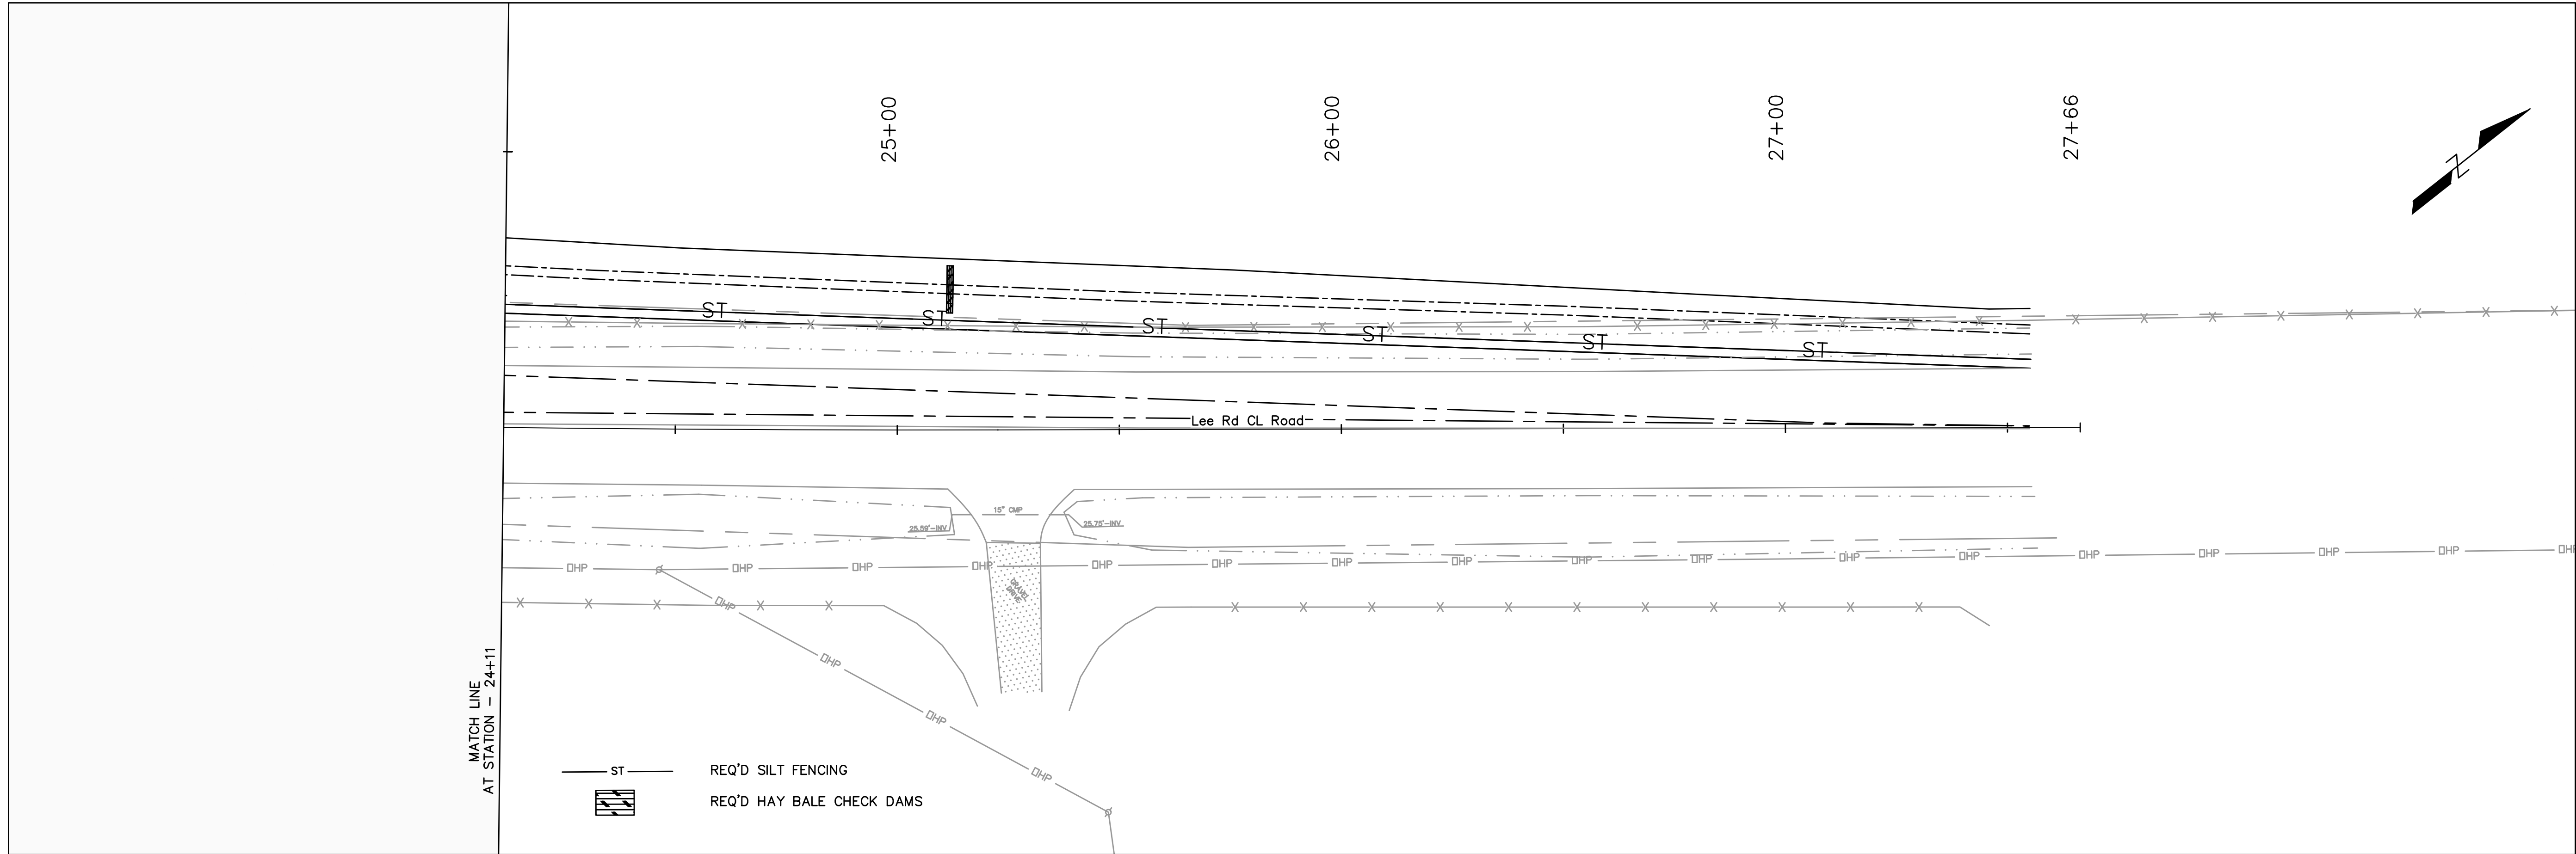 25+00
26+00
27+00
27+66
N
ST
ST
ST
ST
ST
ST
Lee Rd CL Road
15" CMP
25.59'-INV
25.75'-INV
OHP OHP OHP OHP OHP OHP OHP OHP OHP OHP OHP OHP OHP OHP OHP OHP OHP
GRAVEL
DRIVE
OHP
OHP
OHP
OHP
MATCH LINE
AT STATION - 24+11
ST REQ'D SILT FENCING
REQ'D HAY BALE CHECK DAMS